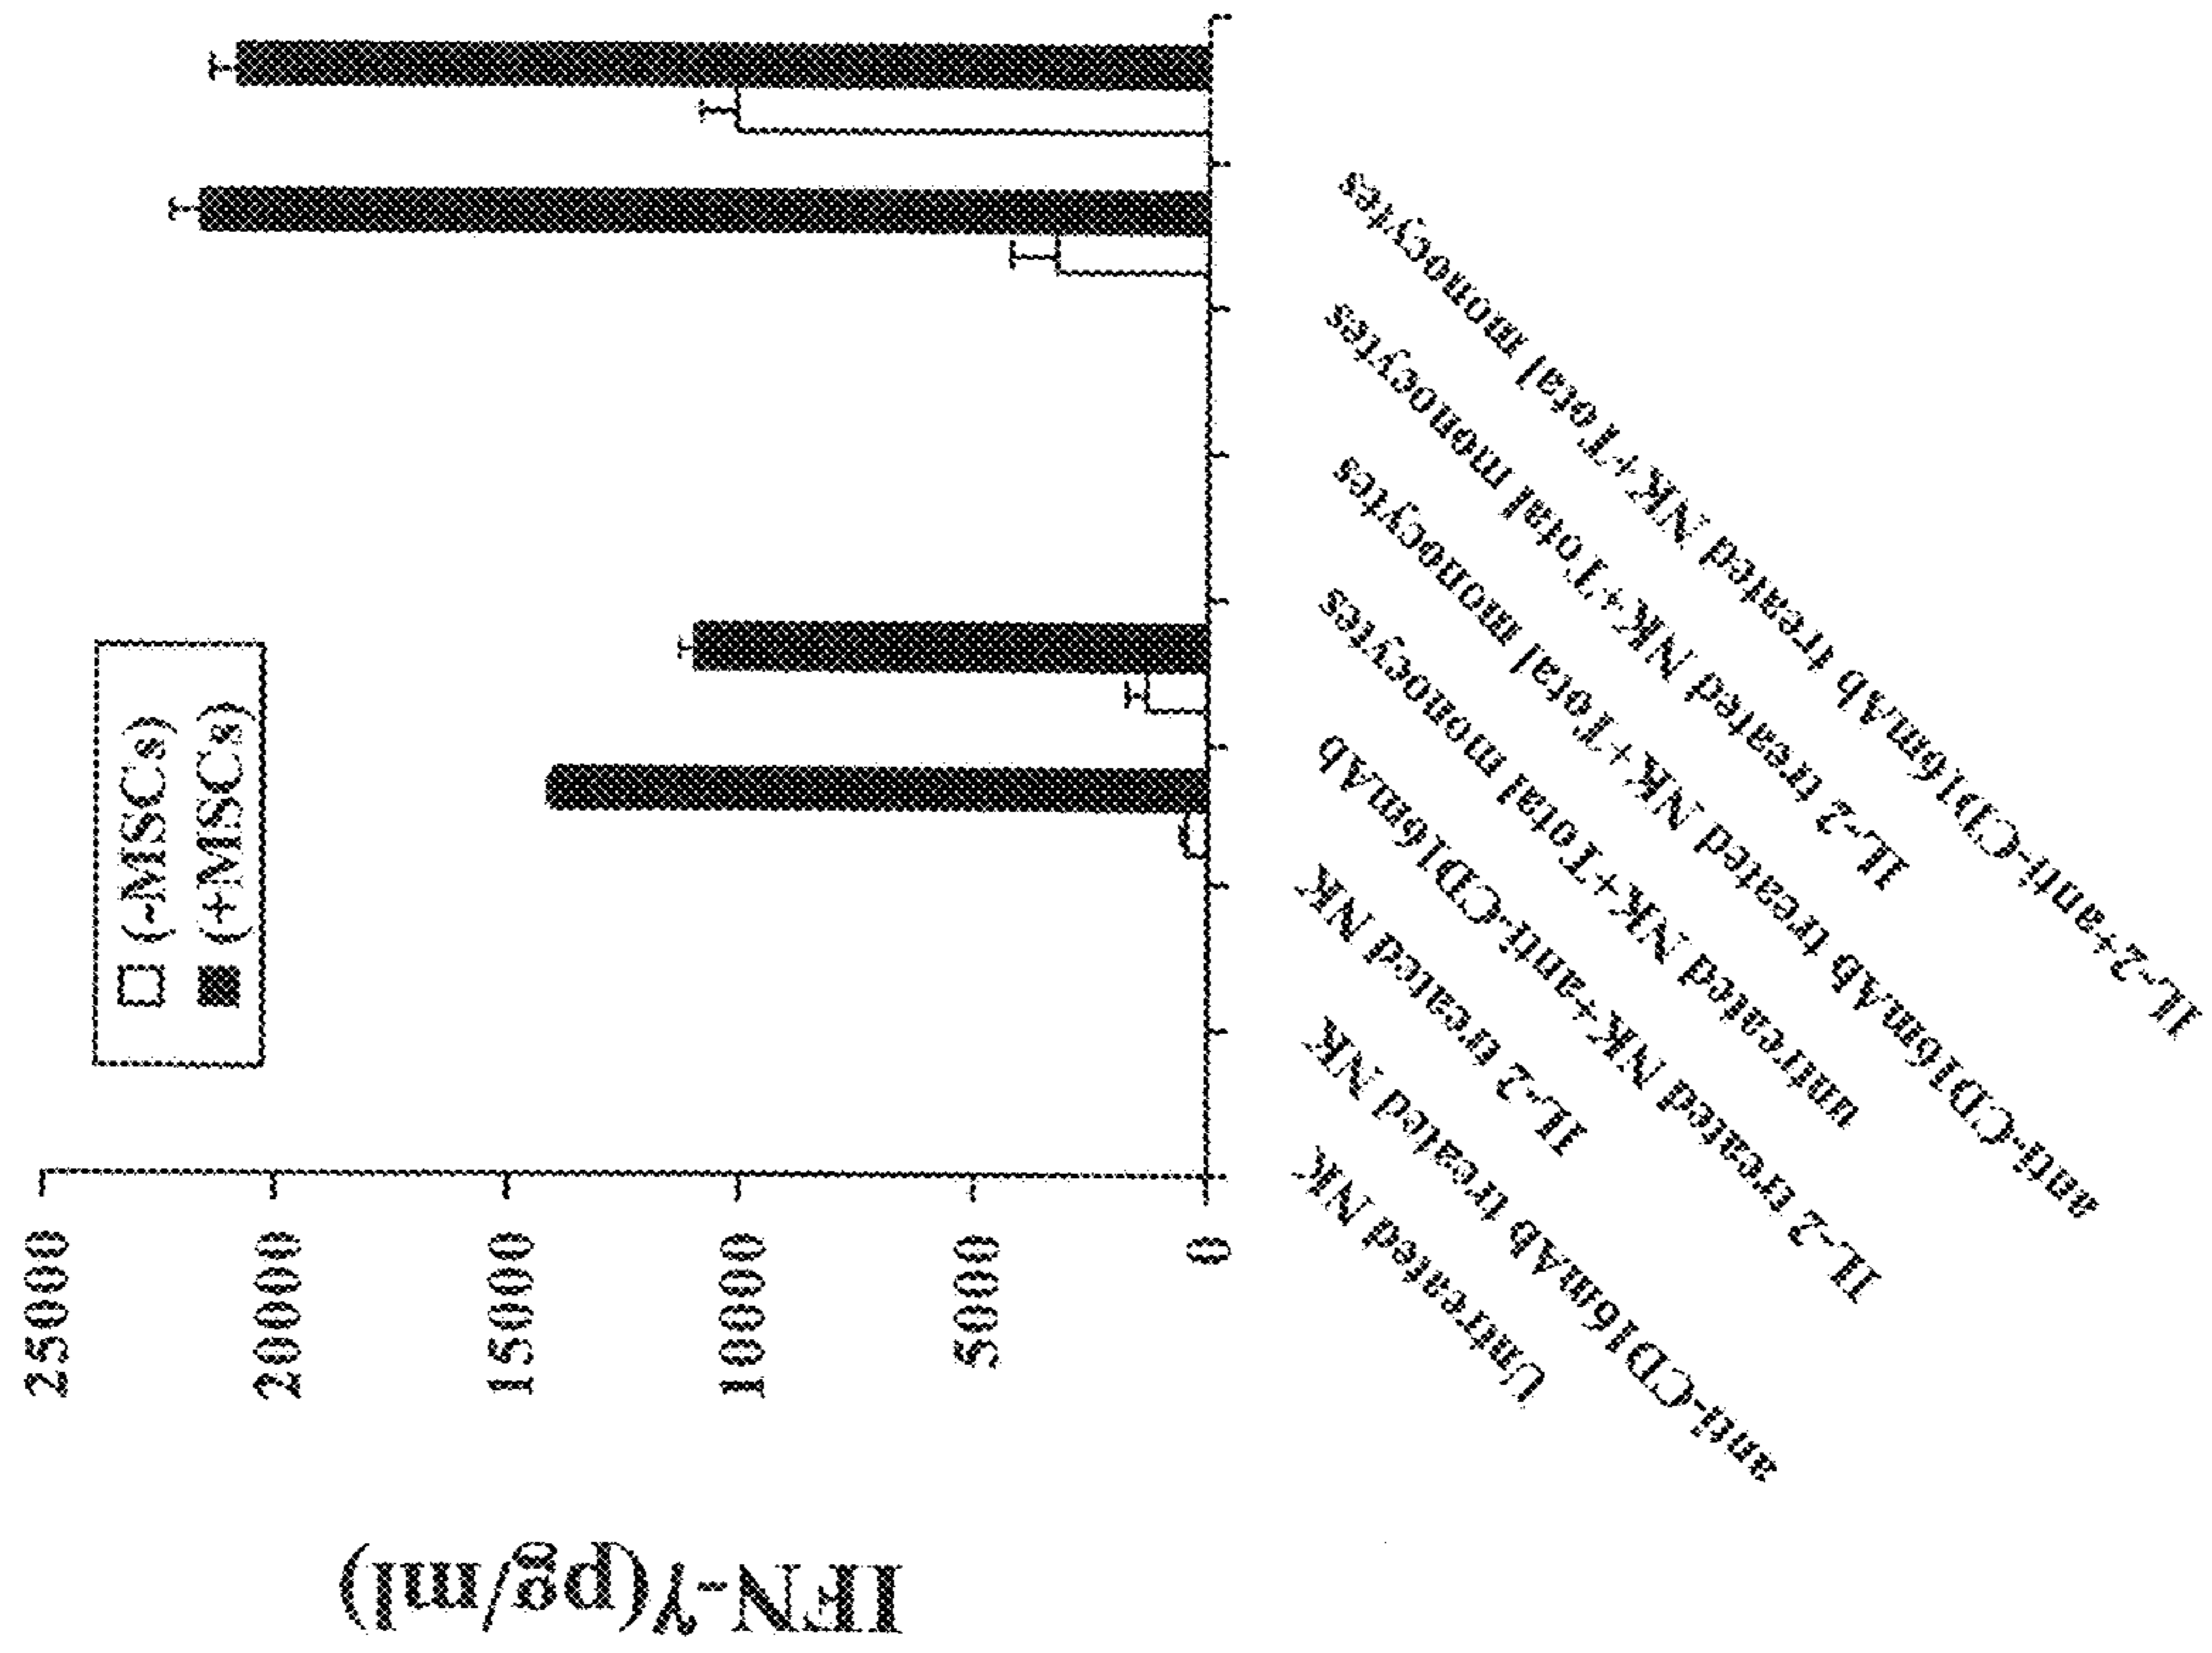 IFN-γ(pg/ml)
25000
20000
15000
10000
5000
0
(-MSCs)
(+MSCs)
Untreated NK
anti-CD16mAb treated NK
IL-2 treated NK
IL-2 treated NK+anti-CD16mAb
untreated NK+Total monocytes
anti-CD16mAb treated NK+Total monocytes
IL-2 treated NK+Total monocytes
IL-2+anti-CD16mAb treated NK+Total monocytes